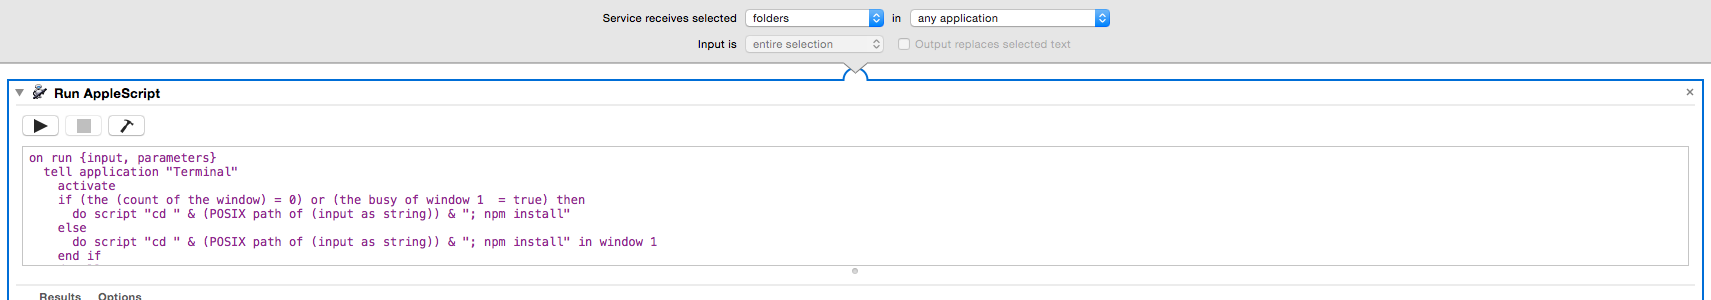 Service receives selected folders in any application
Input is entire selection Output replaces selected text
Run AppleScript
on run {input, parameters}
tell application "Terminal"
activate
if (the (count of the window) = 0) or (the busy of window 1  = true) then
do script "cd " & (POSIX path of (input as string)) & "; npm install"
else
do script "cd " & (POSIX path of (input as string)) & "; npm install" in window 1
end if
Results Options